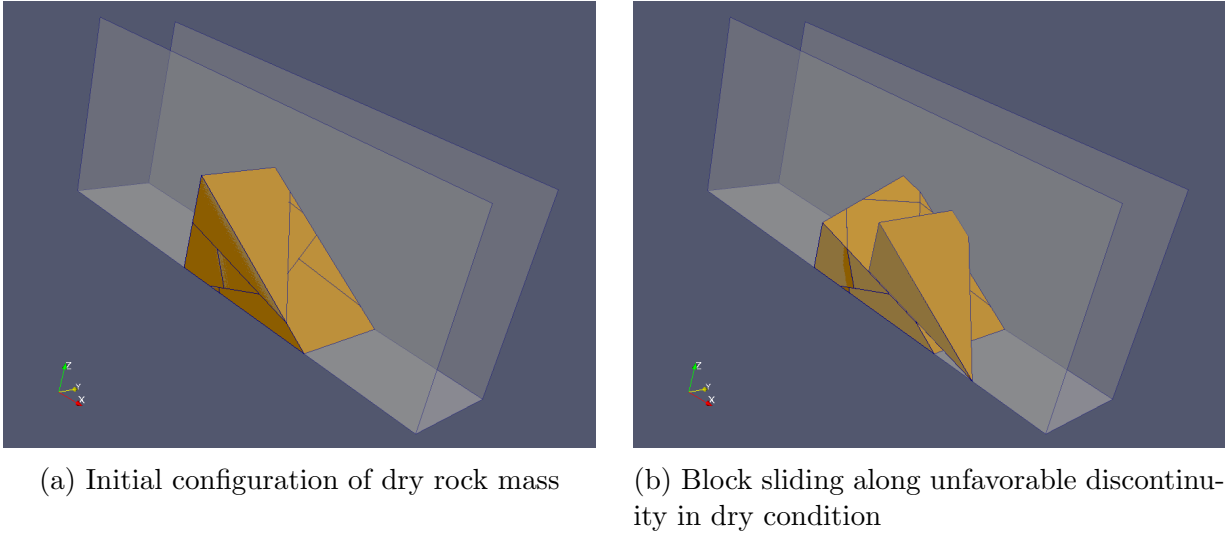 Z
Y
X
Z
Y
X
(a) Initial configuration of dry rock mass
(b) Block sliding along unfavorable discontinu-
ity in dry condition